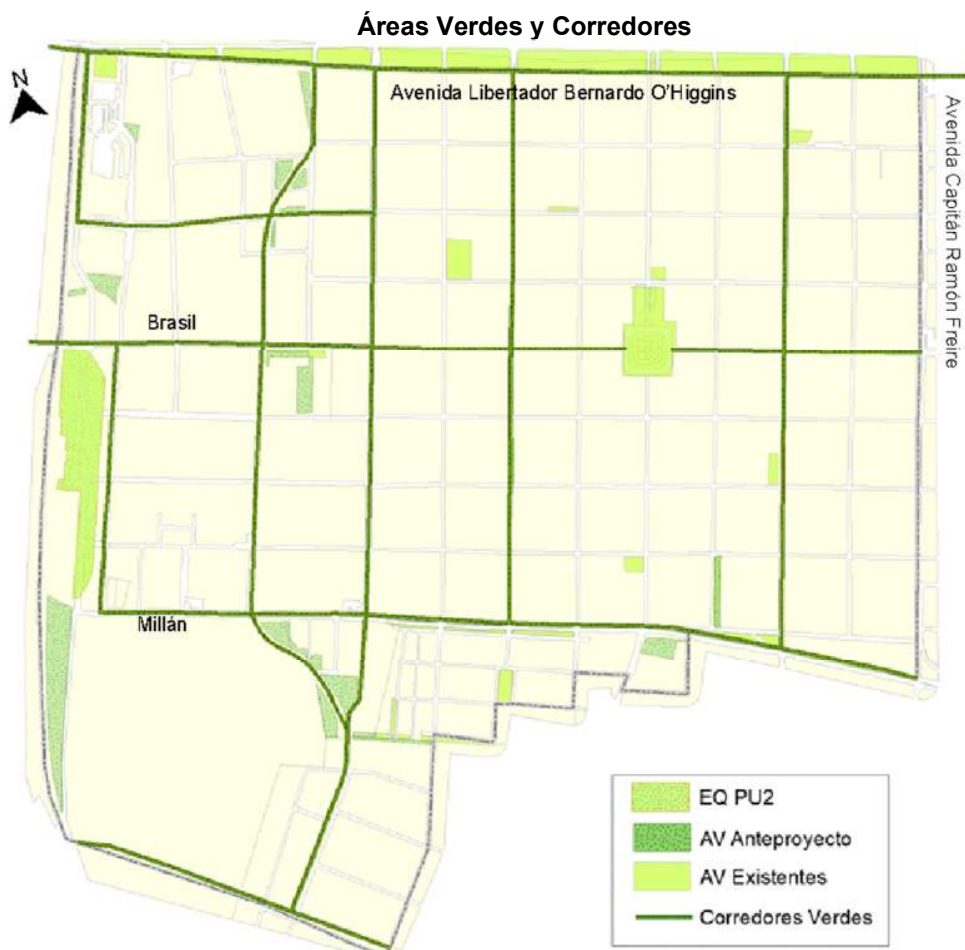 Áreas Verdes y Corredores
N
Avenida Libertador Bernardo O'Higgins
Avenida Capitán Ramón Freire
Brasil
Millán
EQ PU2
AV Anteproyecto
AV Existentes
Corredores Verdes